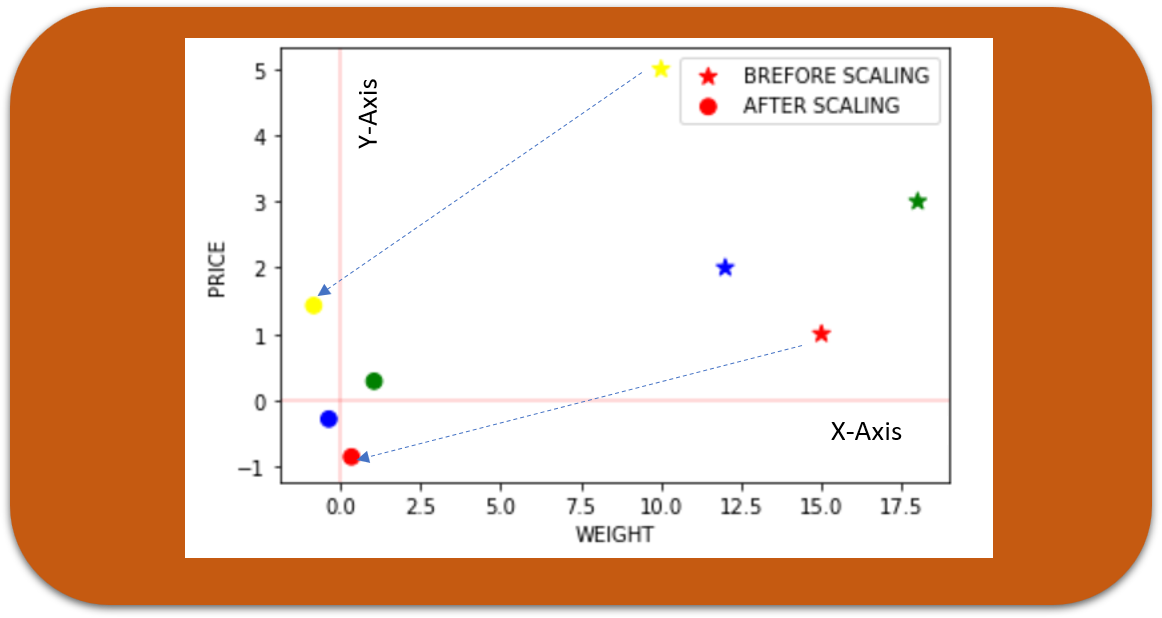 BREFORE SCALING
AFTER SCALING
Y-Axis
X-Axis
PRICE
5
4
3
2
1
0
−1
0.0 2.5 5.0 7.5 10.0 12.5 15.0 17.5
WEIGHT